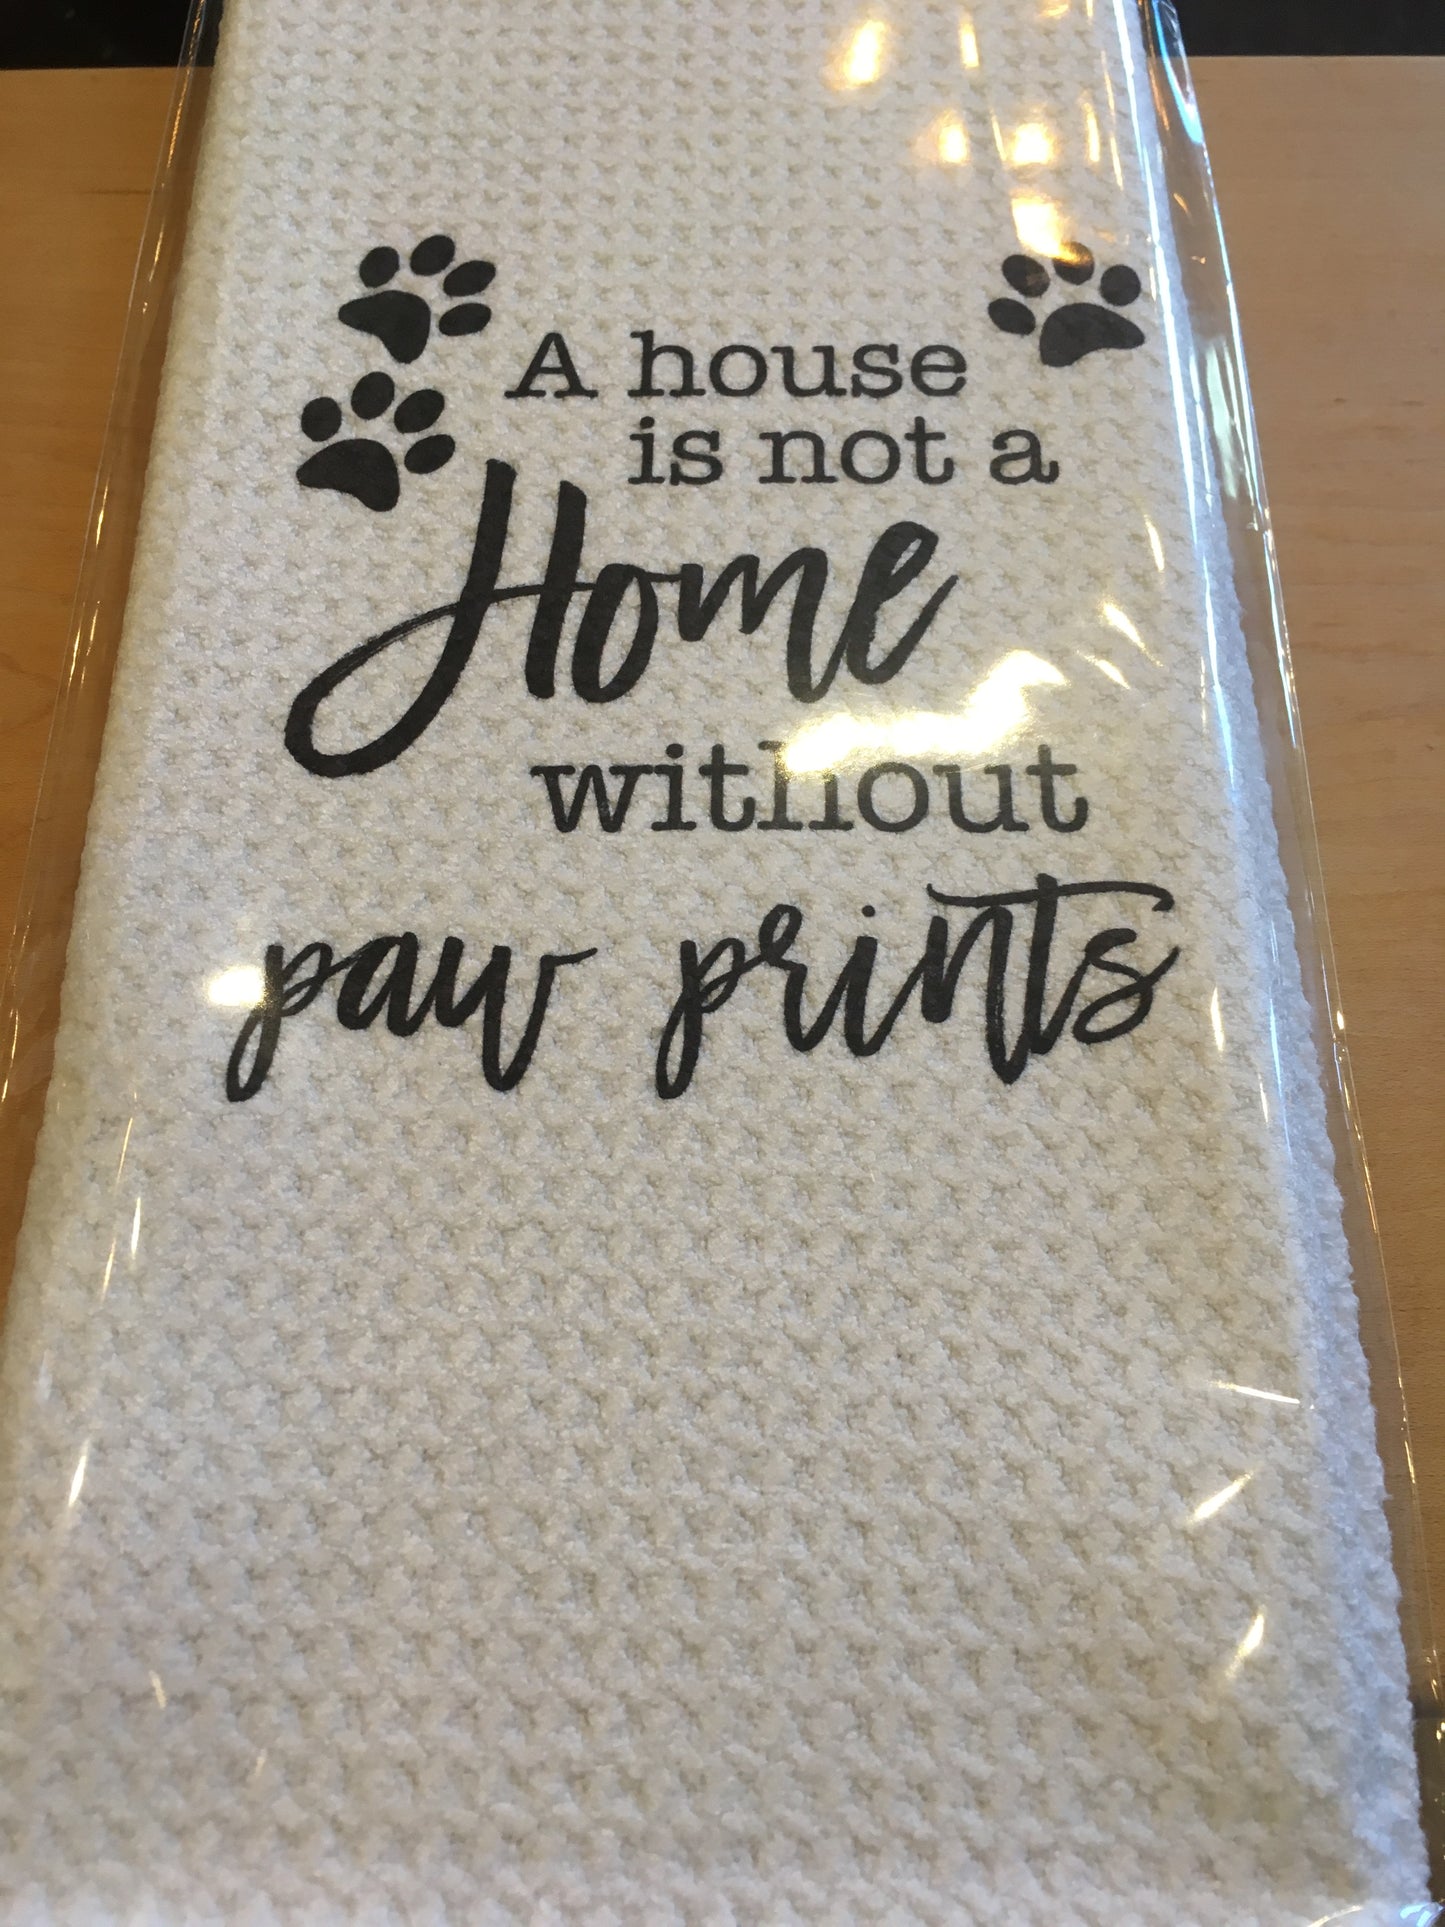 A house
is not a
Home
without
paw prints